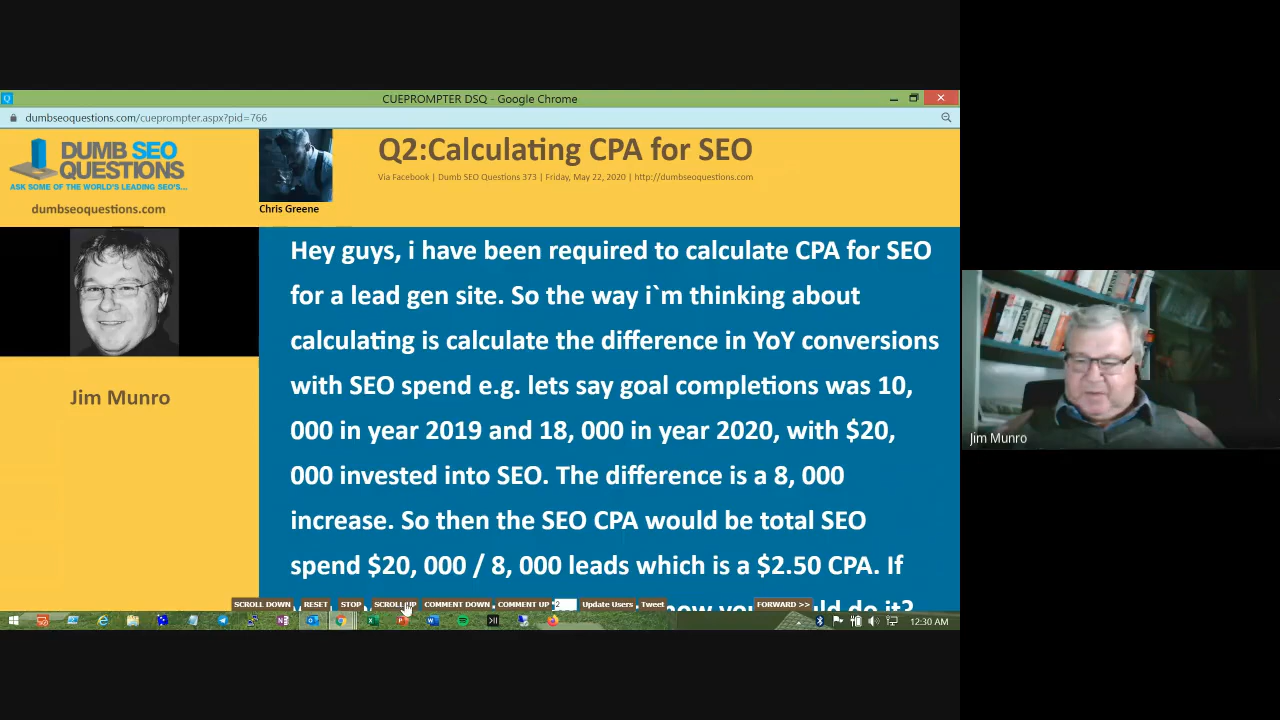 CUEPROMPTER DSQ - Google Chrome
dumbseoquestions.com/cueprompter.aspx?pid=766
DUMB SEO
QUESTIONS
ASK SOME OF THE WORLD'S LEADING SEO'S...
dumbseoquestions.com
Chris Greene
Q2:Calculating CPA for SEO
Via Facebook | Dumb SEO Questions 373 | Friday, May 22, 2020 | http://dumbseoquestions.com
Jim Munro
Hey guys, i have been required to calculate CPA for SEO
for a lead gen site. So the way i`m thinking about
calculating is calculate the difference in YoY conversions
with SEO spend e.g. lets say goal completions was 10,
000 in year 2019 and 18, 000 in year 2020, with $20,
000 invested into SEO. The difference is a 8, 000
increase. So then the SEO CPA would be total SEO
spend $20, 000 / 8, 000 leads which is a $2.50 CPA. If
do it?
SCROLL DOWN RESET STOP SCROLL UP COMMENT DOWN COMMENT UP 2 Update Users Tweet FORWARD >>
12:30 AM
Jim Munro